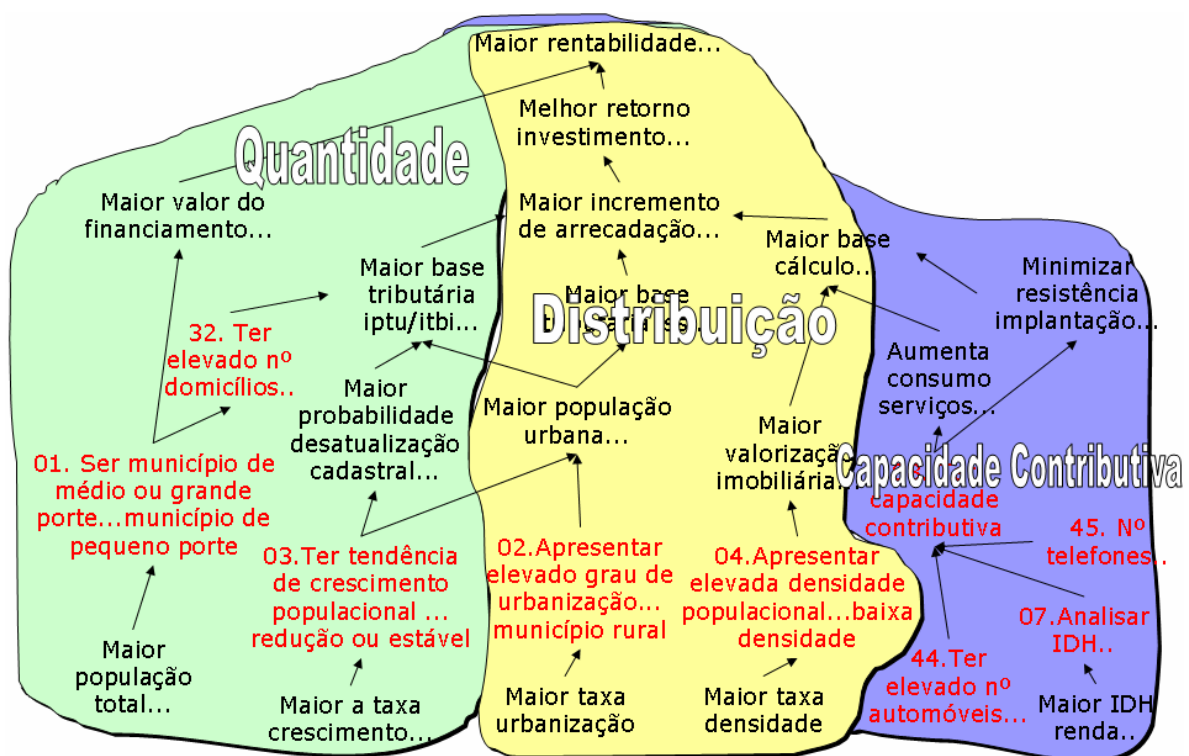 Maior rentabilidade...
Melhor retorno
investimento...
Quantidade
Maior valor do
financiamento...
Maior incremento
de arrecadação...
Maior base
cálculo...
Maior base
tributária
iptu/itbi...
Minimizar
resistência
implantação...
Maior base
Distribuição
32. Ter
elevado nº
domicílios..
Aumenta
consumo
serviços...
Maior
probabilidade
desatualização
cadastral...
Maior população
urbana...
Maior
valorização
imobiliária...
Capacidade Contributiva
capacidade
contributiva
01. Ser município de
médio ou grande
porte...município de
pequeno porte
45. Nº
telefones..
03.Ter tendência
de crescimento
populacional ...
redução ou estável
02.Apresentar
elevado grau de
urbanização...
município rural
04.Apresentar
elevada densidade
populacional...baixa
densidade
07.Analisar
IDH..
44.Ter
elevado nº
automóveis...
Maior
população
total...
Maior a taxa
crescimento...
Maior taxa
urbanização
Maior taxa
densidade
Maior IDH
renda..